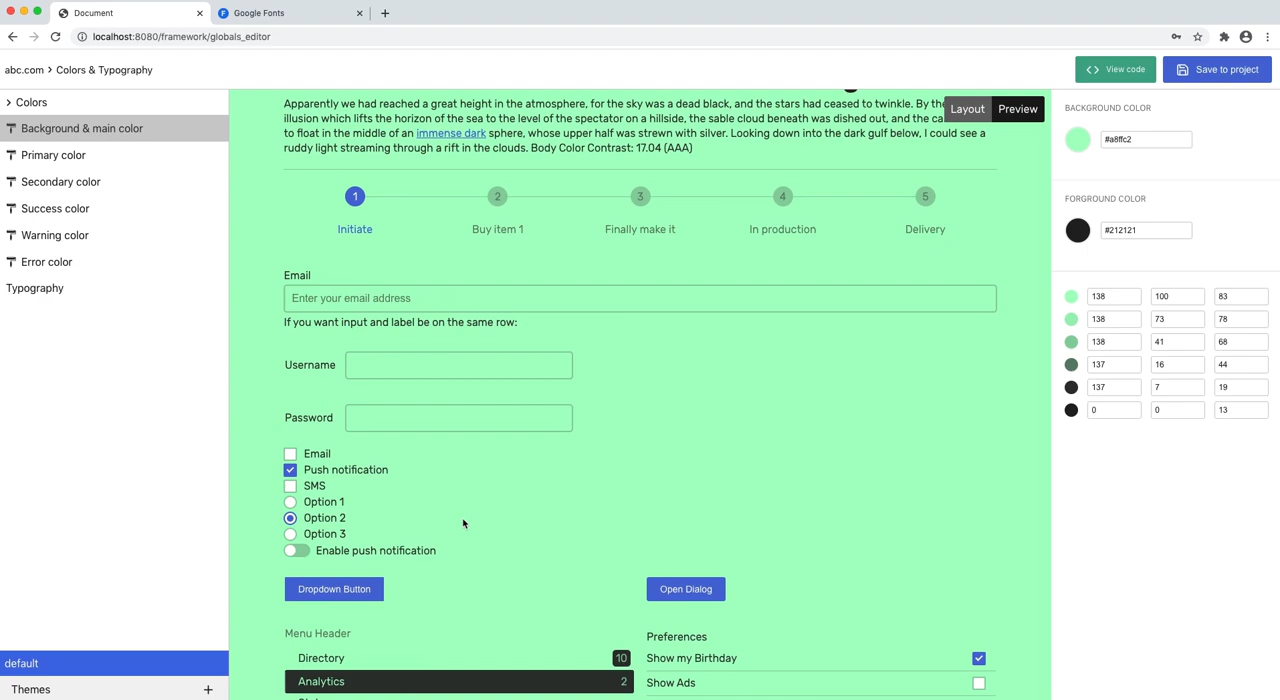 Document
Google Fonts
localhost:8080/framework/globals_editor
abc.com > Colors & Typography
View code
Save to project
Colors
Background & main color
Primary color
Secondary color
Success color
Warning color
Error color
Typography
default
Themes
Layout
Preview
Apparently we had reached a great height in the atmosphere, for the sky was a dead black, and the stars had ceased to twinkle. By the
illusion which lifts the horizon of the sea to the level of the spectator on a hillside, the sable cloud beneath was dished out, and the ca
to float in the middle of an immense dark sphere, whose upper half was strewn with silver. Looking down into the dark gulf below, I could see a
ruddy light streaming through a rift in the clouds. Body Color Contrast: 17.04 (AAA)
1 2 3 4 5
Initiate Buy item 1 Finally make it In production Delivery
Email
Enter your email address
If you want input and label be on the same row:
Username
Password
Email
Push notification
SMS
Option 1
Option 2
Option 3
Enable push notification
Dropdown Button
Open Dialog
Menu Header
Directory 10
Analytics 2
Preferences
Show my Birthday
Show Ads
BACKGROUND COLOR
#a8ffc2
FORGROUND COLOR
#212121
138 100 83
138 73 78
138 41 68
137 16 44
137 7 19
0 0 13